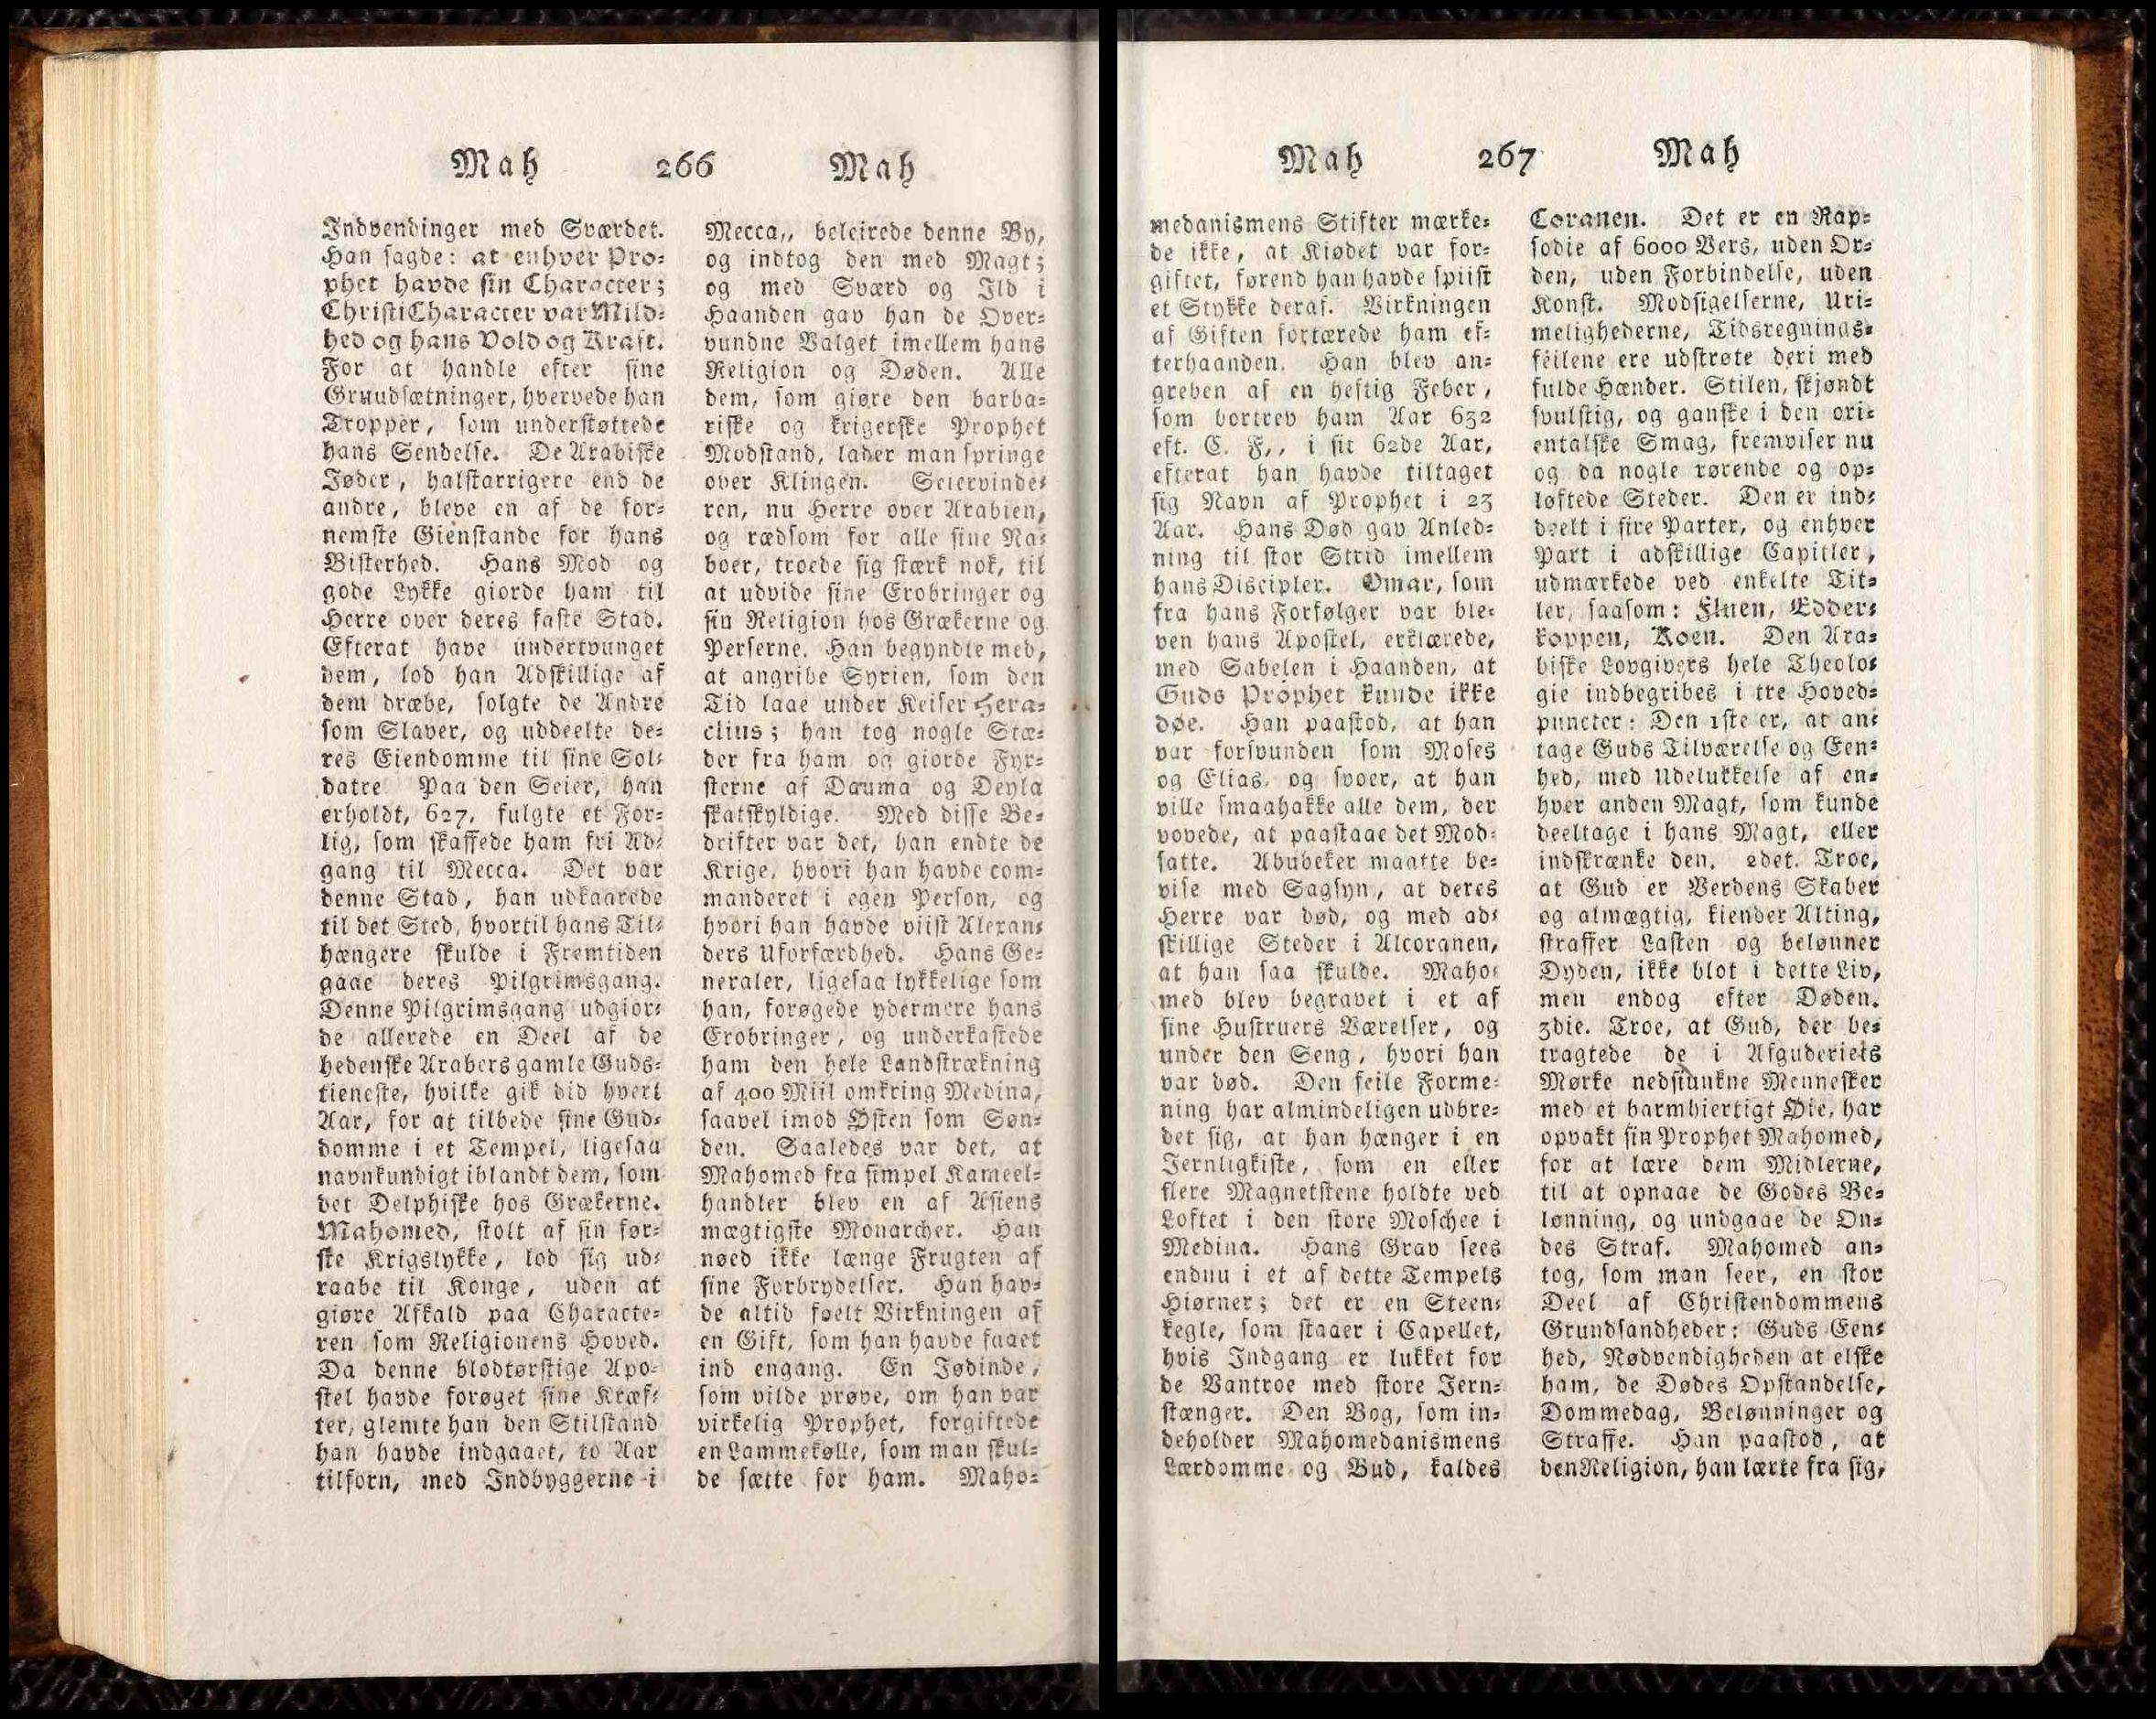 Mah 266 Mah
Indvendinger med Sværdet.
Han sagde: at enhver Pro-
phet havde sin Character;
Christi Character var Mild-
hed og hans Vold og Kraft.
For at handle efter sine
Gruudsætninger, hvervede han
Tropper, som understøttede
hans Sendelse. De Arabiske
Jøder, halstarrigere end de
andre, bleve en af de for-
nemste Gienstande for hans
Bisterhed. Hans Mod og
gode Lykke giorde ham til
Herre over deres faste Stad.
Efterat have undertvunget
dem, lod han Adskillige af
dem dræbe, solgte de Andre
som Slaver, og uddeelte de-
res Eiendomme til sine Sol-
datre. Paa den Seier, han
erholdt, 627, fulgte et For-
lig, som skaffede ham fri Ad-
gang til Mecca. Det var
denne Stad, han udkaarede
til det Sted, hvortil hans Til-
hængere skulde i Fremtiden
gaae deres Pilgrimsgang.
Denne Pilgrimsgang udgior-
de allerede en Deel af de
hedenske Arabers gamle Guds-
tieneste, hvilke gik did hvert
Aar, for at tilbede sine Gud-
domme i et Tempel, ligesaa
navnkundigt iblandt dem, som
det Delphiske hos Grækerne.
Mahomed, stolt af sin før-
ste Krigslykke, lod sig ud-
raabe til Konge, uden at
giøre Afkald paa Characte-
ren som Religionens Hoved.
Da denne blodtørstige Apo-
stel havde forøget sine Kræf-
ter, glemte han den Stilstand
han havde indgaaet, to Aar
tilforn, med Indbyggerne i
Mecca,, beleirede denne By,
og indtog den med Magt;
og med Sværd og Ild i
Haanden gav han de Over-
vundne Valget imellem hans
Religion og Døden. Alle
dem, som giøre den barba-
riske og krigerske Prophet
Modstand, lader man springe
over Klingen. Seiervinde-
ren, nu Herre over Arabien,
og rædsom for alle sine Na-
boer, troede sig stærk nok, til
at udvide sine Erobringer og
sin Religion hos Grækerne og
Perserne. Han begyndte med,
at angribe Syrien, som den
Tid laae under Keiser Hera-
clius; han tog nogle Stæ-
der fra ham og giorde Fyr-
sterne af Dauma og Deyla
skatskyldige. Med disse Be-
drifter var det, han endte de
Krige, hvori han havde com-
manderet i egen Person, og
hvori han havde viist Alexan-
ders Uforfærdhed. Hans Ge-
neraler, ligesaa lykkelige som
han, forøgede ydermere hans
Erobringer, og underkastede
ham den hele Landstrækning
af 400 Miil omkring Medina,
saavel imod Østen som Søn-
den. Saaledes var det, at
Mahomed fra simpel Kameel-
handler blev en af Asiens
mægtigste Monarcher. Han
nød ikke længe Frugten af
sine Forbrydelser. Han hav-
de altid føelt Virkningen af
en Gift, som han havde faaet
ind engang. En Jødinde,
som vilde prøve, om han var
virkelig Prophet, forgiftede
en Lammekølle, som man skul-
de sætte for ham. Maho-
Mah 267 Mah
medanismens Stifter mærke-
de ikke, at Kiødet var for-
giftet, førend han havde spiist
et Stykke deraf. Virkningen
af Giften fortærede ham ef-
terhaanden. Han blev an-
greben af en heftig Feber,
som bortrev ham Aar 632
eft. C. F,, i sit 62de Aar,
efterat han havde tiltaget
sig Navn af Prophet i 23
Aar. Hans Død gav Anled-
ning til stor Strid imellem
hans Discipler. Omar, som
fra hans Forfølger var ble-
ven hans Apostel, erklærede,
med Sabelen i Haanden, at
Guds Prophet kunde ikke
døe. Han paastod, at han
var forsvunden som Moses
og Elias, og svoer, at han
ville smaahakke alle dem, der
vovede, at paastaae det Mod-
satte. Abubeker maatte be-
vise med Sagsyn, at deres
Herre var død, og med ad-
skillige Steder i Alcoranen,
at han saa skulde. Maho-
med blev begravet i et af
sine Hustruers Værelser, og
under den Seng, hvori han
var død. Den feile Forme-
ning har almindeligen udbre-
det sig, at han hænger i en
Jernligkiste, som en eller
flere Magnetstene holdte ved
Loftet i den store Moschee i
Medina. Hans Grav sees
endnu i et af dette Tempels
Hiørner; det er en Steen-
kegle, som staaer i Capellet,
hvis Indgang er lukket for
de Vantroe med store Jern-
stænger. Den Bog, som in-
deholder Mahomedanismens
Lærdomme og Bud, kaldes
Coranen. Det er en Rap-
sodie af 6000 Vers, uden Or-
den, uden Forbindelse, uden
Konst. Modsigelserne, Uri-
melighederne, Tidsregnings-
feilene ere udstrøte deri med
fulde Hænder. Stilen, skjøndt
svulstig, og ganske i den ori-
entalske Smag, fremviser nu
og da nogle rørende og op-
løftede Steder. Den er ind-
deelt i fire Parter, og enhver
Part i adskillige Capitler,
udmærkede ved enkelte Tit-
ler, saasom: Fluen, Edder-
koppen, Koen. Den Ara-
biske Lovgivers hele Theolo-
gie indbegribes i tre Hoved-
puncter: Den 1ste er, at an-
tage Guds Tilværelse og Een-
hed, med Udelukkelse af en-
hver anden Magt, som kunde
deeltage i hans Magt, eller
indskrænke den. 2det. Troe,
at Gud er Verdens Skaber
og almægtig, kiender Alting,
straffer Lasten og belønner
Dyden, ikke blot i dette Liv,
men endog efter Døden.
3die. Troe, at Gud, der be-
tragtede de i Afguderiets
Mørke nedsiunkne Mennesker
med et barmhiertigt Øie, har
opvakt sin Prophet Mahomed,
for at lære dem Midlerne,
til at opnaae de Godes Be-
lønning, og undgaae de On-
des Straf. Mahomed an-
tog, som man seer, en stor
Deel af Christendommens
Grundsandheder: Guds Een-
hed, Nødvendigheden at elske
ham, de Dødes Opstandelse,
Dommedag, Belønninger og
Straffe. Han paastod, at
den Religion, han lærte fra sig,